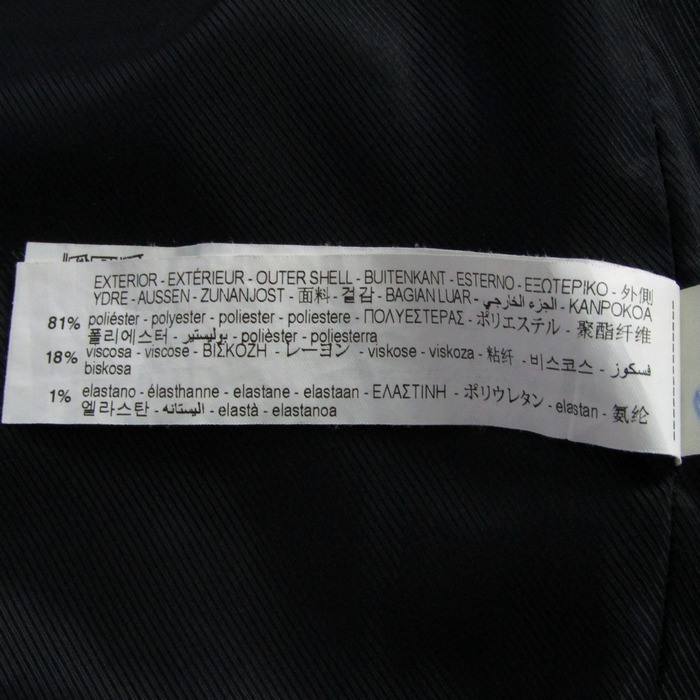 EXTERIOR - EXTÉRIEUR - OUTER SHELL - BUITENKANT - ESTERNO - ΕΞΩΤΕΡΙΚΟ - 外側
YDRE - AUSSEN - ZUNANJOST - 面料 - 겉감 - BAGIAN LUAR - الجزء الخارجي - KANPOKOA
81% poliéster - polyester - poliester - poliestere - ΠΟΛΥΕΣΤΕΡΑΣ - ポリエステル - 聚酯纤维
폴리에스터 - بوليستير - polièster - poliesterra
18% viscosa - viscose - ΒΙΣΚΟΖΗ - レーヨン - viskose - viskoza - 粘纤 - 비스코스 - فسكوز
biskosa
1% elastano - élasthanne - elastane - elastaan - ΕΛΑΣΤΙΝΗ - ポリウレタン - elastan - 氨纶
엘라스탄 - اليستانه - elastà - elastanoa